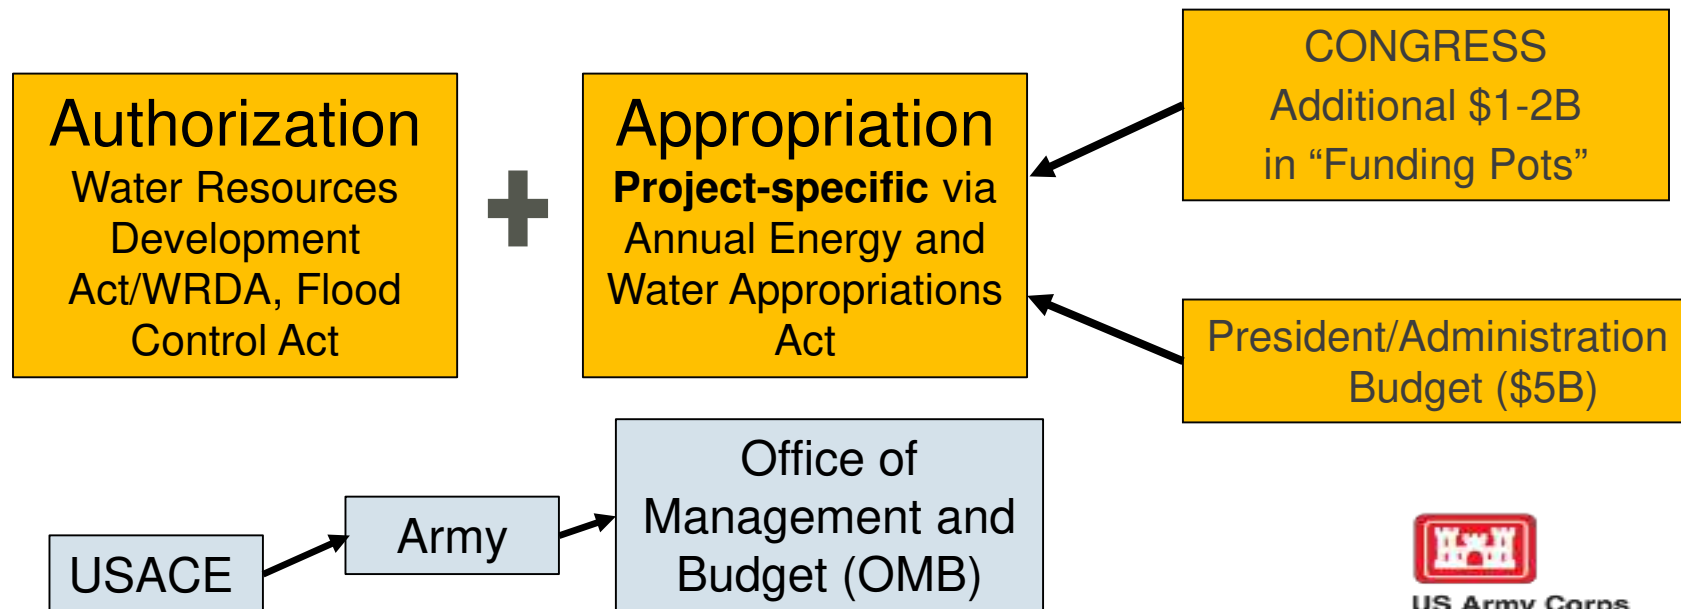 Authorization
Water Resources
Development
Act/WRDA, Flood
Control Act
Appropriation
Project-specific via
Annual Energy and
Water Appropriations
Act
CONGRESS
Additional $1-2B
in “Funding Pots”
President/Administration
Budget ($5B)
USACE
Army
Office of
Management and
Budget (OMB)
US Army Corps